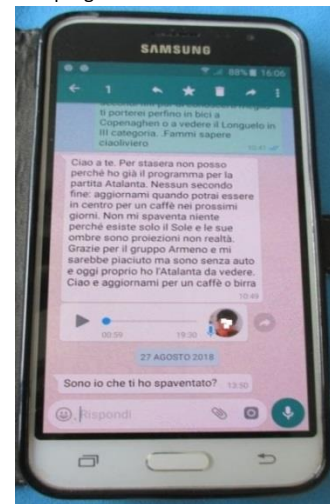 SAMSUNG
88% 16:06
1
ti porterei perfino in bici a
Copenaghen o a vedere il Longuelo in
III categoria. .Fammi sapere
ciaoliviero
10:41
Ciao a te. Per stasera non posso
perché ho già il programma per la
partita Atalanta. Nessun secondo
fine: aggiornami quando potrai essere
in centro per un caffè nei prossimi
giorni. Non mi spaventa niente
perché esiste solo il Sole e le sue
ombre sono proiezioni non realtà.
Grazie per il gruppo Armeno e mi
sarebbe piaciuto ma sono senza auto
e oggi proprio ho l'Atalanta da vedere.
Ciao e aggiornami per un caffè o birra
10:49
00:59 19:30
27 AGOSTO 2018
Sono io che ti ho spaventato? 13:50
Rispondi